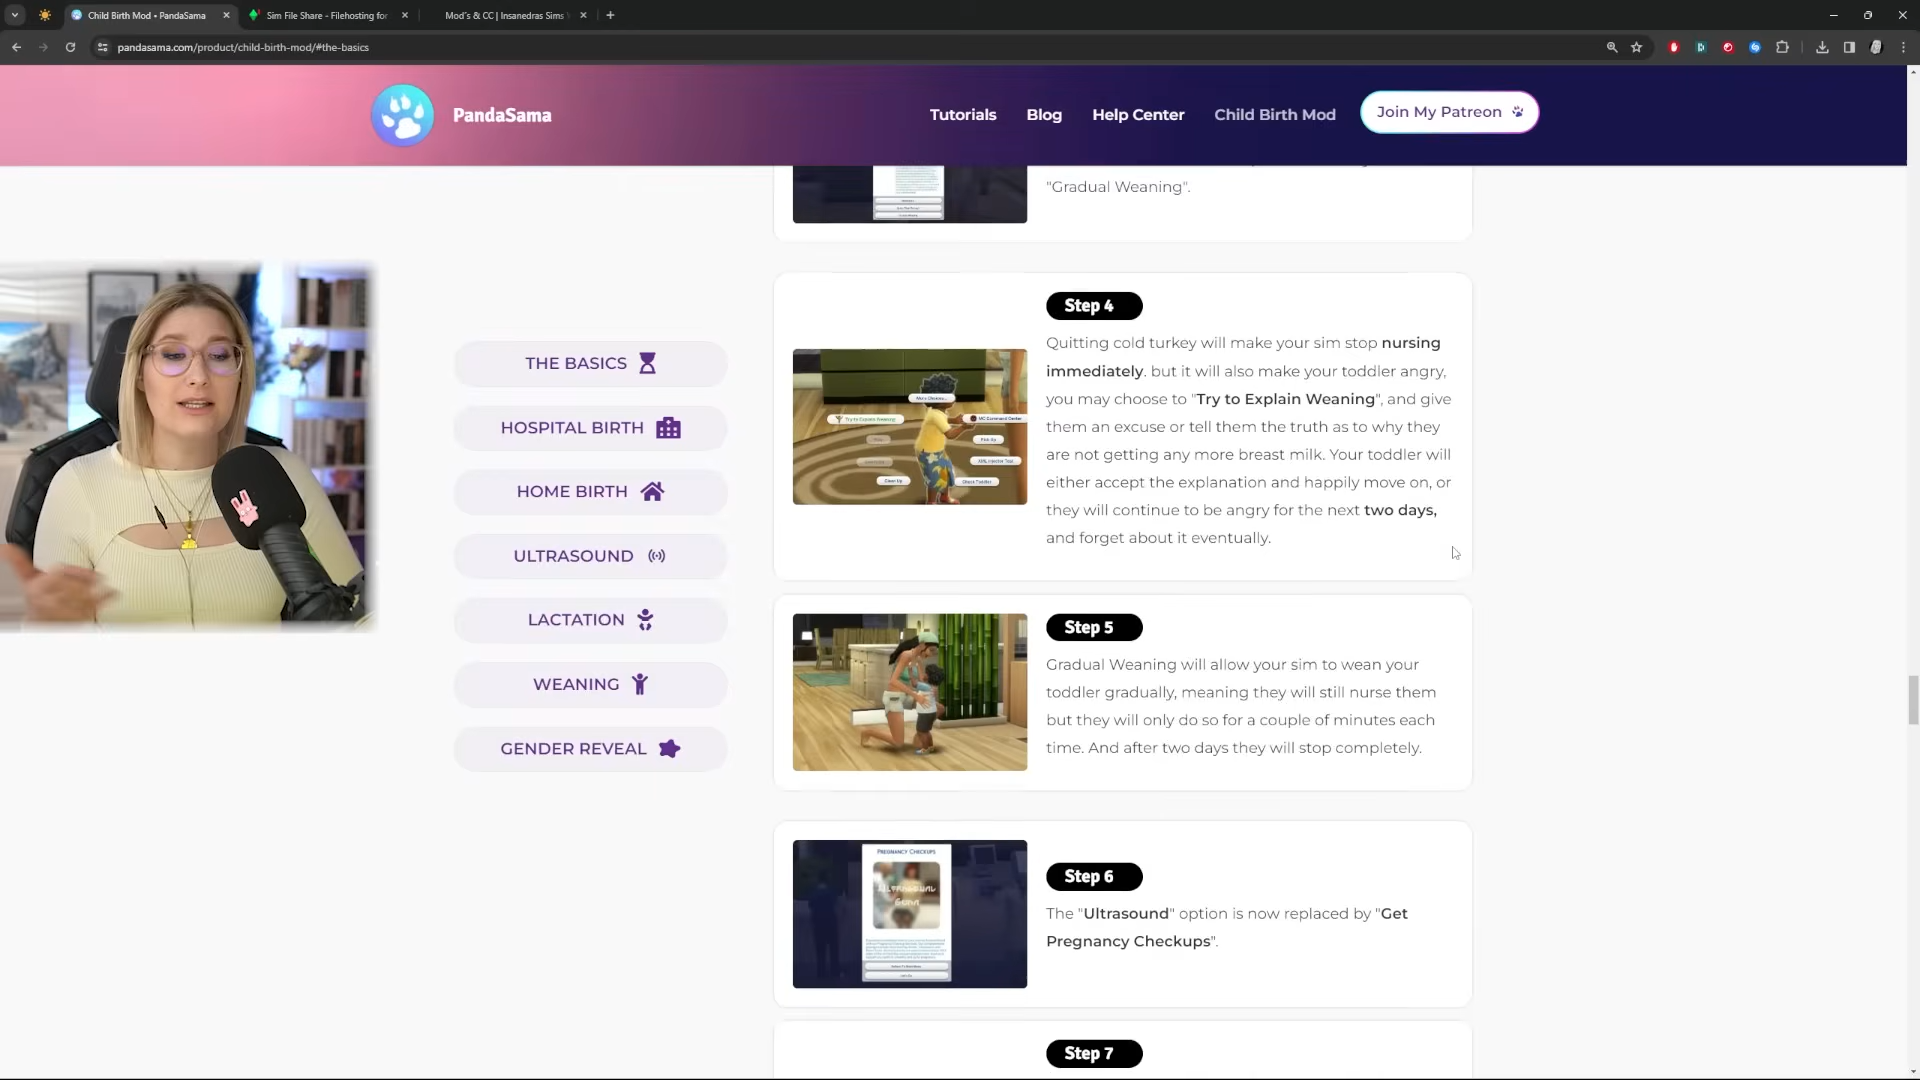 Child Birth Mod • PandaSama
Sim File Share - Filehosting for
Mod's & CC | Insanedras Sims
pandasama.com/product/child-birth-mod/#the-basics
PandaSama
Tutorials
Blog
Help Center
Child Birth Mod
Join My Patreon
"Gradual Weaning".
THE BASICS
HOSPITAL BIRTH
HOME BIRTH
ULTRASOUND
LACTATION
WEANING
GENDER REVEAL
Step 4
Quitting cold turkey will make your sim stop nursing
immediately. but it will also make your toddler angry,
you may choose to "Try to Explain Weaning", and give
them an excuse or tell them the truth as to why they
are not getting any more breast milk. Your toddler will
either accept the explanation and happily move on, or
they will continue to be angry for the next two days,
and forget about it eventually.
Step 5
Gradual Weaning will allow your sim to wean your
toddler gradually, meaning they will still nurse them
but they will only do so for a couple of minutes each
time. And after two days they will stop completely.
PREGNANCY CHECKUPS
Step 6
The "Ultrasound" option is now replaced by "Get
Pregnancy Checkups".
Step 7